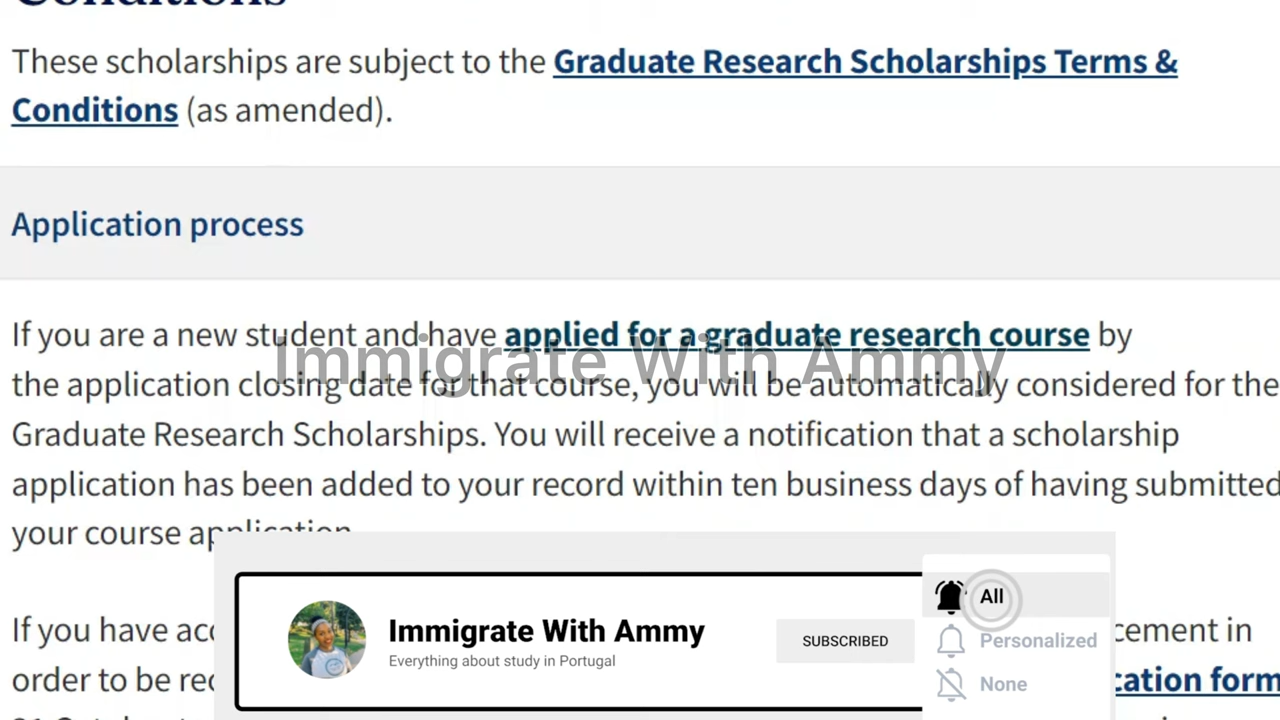 Conditions
These scholarships are subject to the Graduate Research Scholarships Terms &
Conditions (as amended).
Application process
If you are a new student and have applied for a graduate research course by
Immigrate With Ammy
the application closing date for that course, you will be automatically considered for the
Graduate Research Scholarships. You will receive a notification that a scholarship
application has been added to your record within ten business days of having submitted
your course application.
If you have acc
cement in
order to be rec
cation form
Immigrate With Ammy
Everything about study in Portugal
SUBSCRIBED
All
Personalized
None